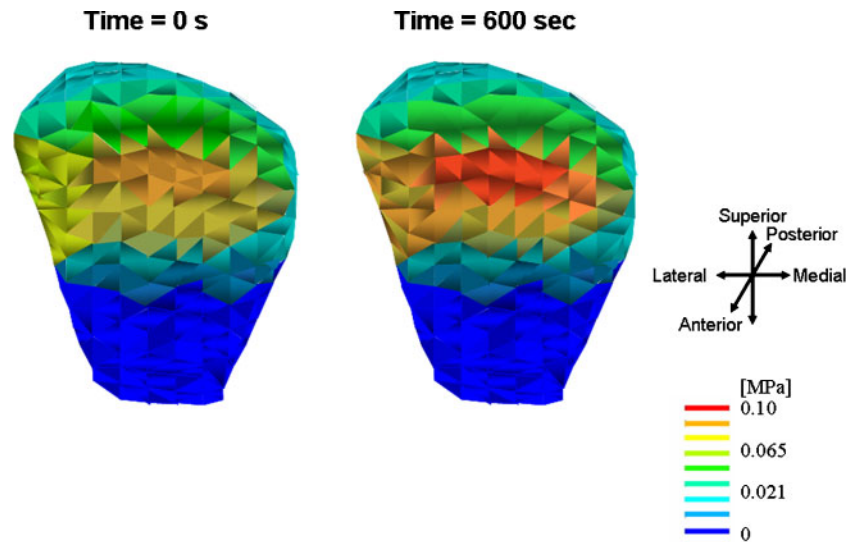 Time = 0 s
Time = 600 sec
Superior
Posterior
Lateral
Medial
Anterior
[MPa]
0.10
0.065
0.021
0